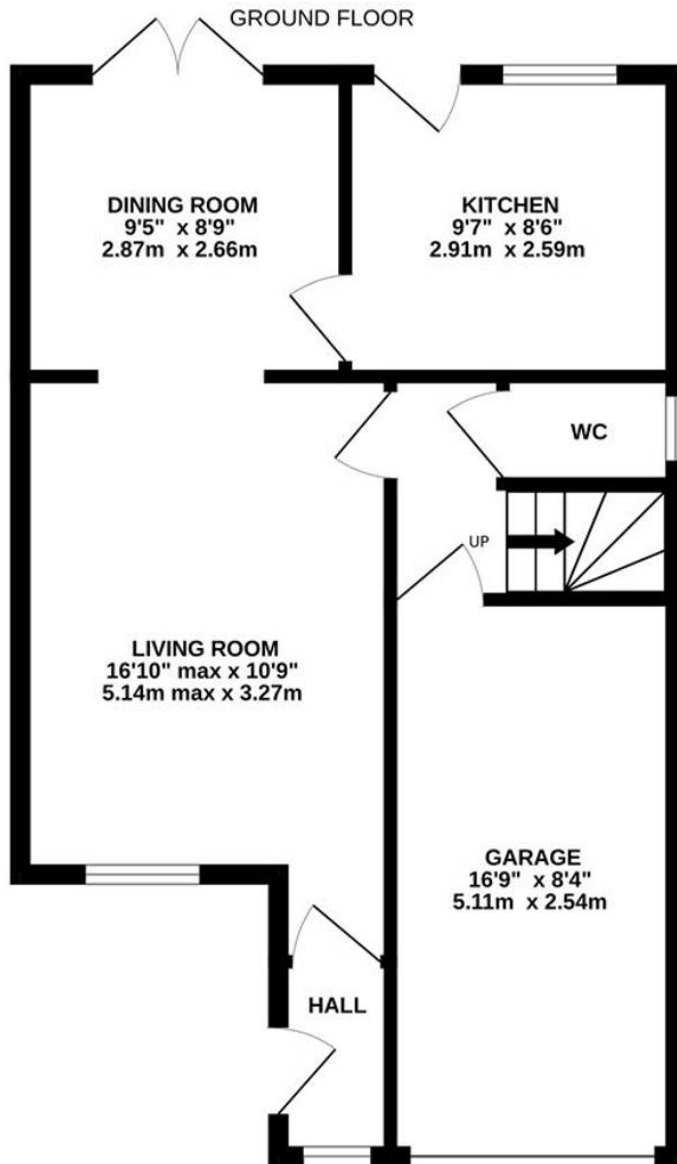 GROUND FLOOR
DINING ROOM
9'5" x 8'9"
2.87m x 2.66m
KITCHEN
9'7" x 8'6"
2.91m x 2.59m
WC
UP
LIVING ROOM
16'10" max x 10'9"
5.14m max x 3.27m
GARAGE
16'9" x 8'4"
5.11m x 2.54m
HALL